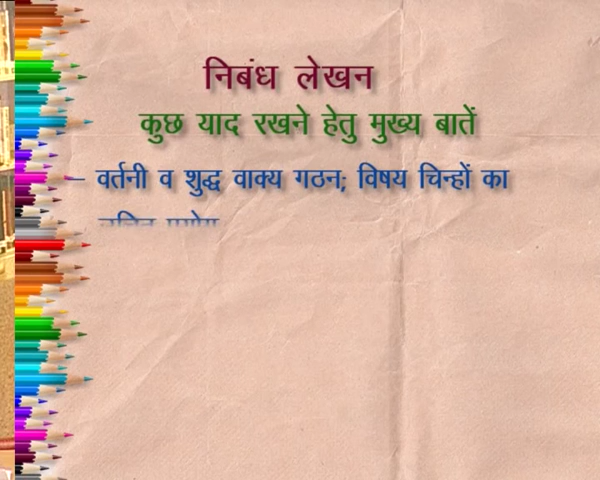 निबंध लेखन
कुछ याद रखने हेतु मुख्य बातें
– वर्तनी व शुद्ध वाक्य गठन; विषय चिन्हों का